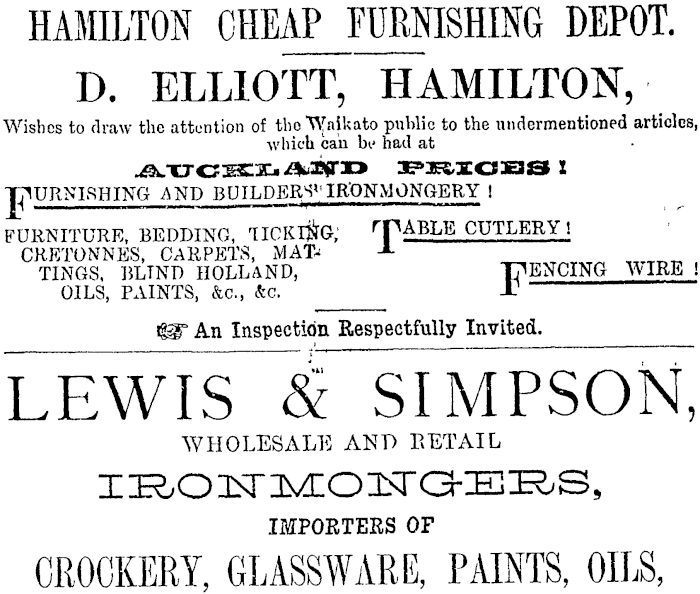 HAMILTON CHEAP FURNISHING DEPOT.
D. ELLIOTT, HAMILTON,
Wishes to draw the attention of the Waikato public to the undermentioned articles,
which can be had at
AUCKLAND PRICES!
FURNISHING AND BUILDERS' IRONMONGERY!
FURNITURE, BEDDING, TICKING,
CRETONNES, CARPETS, MAT-
TINGS, BLIND HOLLAND,
OILS, PAINTS, &c., &c.
TABLE CUTLERY!
FENCING WIRE!
☞ An Inspection Respectfully Invited.
LEWIS & SIMPSON,
WHOLESALE AND RETAIL
IRONMONGERS,
IMPORTERS OF
CROCKERY, GLASSWARE, PAINTS, OILS,